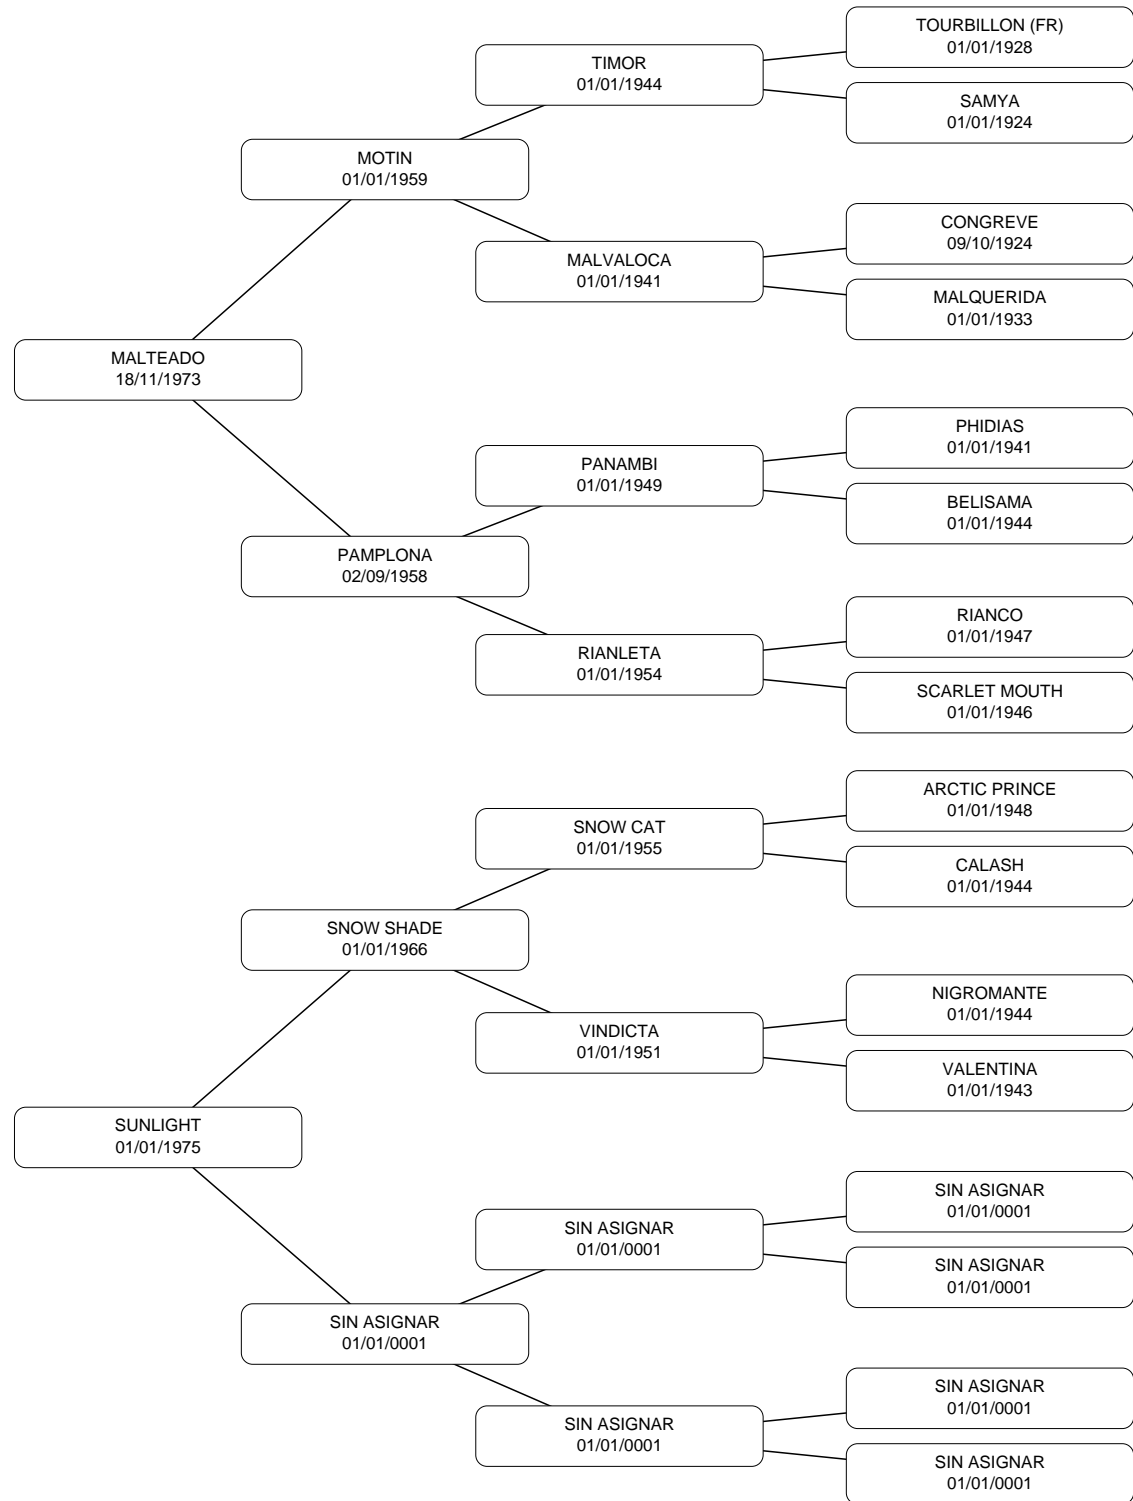 TOURBILLON (FR)
01/01/1928
TIMOR
01/01/1944
SAMYA
01/01/1924
MOTIN
01/01/1959
CONGREVE
09/10/1924
MALVALOCA
01/01/1941
MALQUERIDA
01/01/1933
MALTEADO
18/11/1973
PHIDIAS
01/01/1941
PANAMBI
01/01/1949
BELISAMA
01/01/1944
PAMPLONA
02/09/1958
RIANCO
01/01/1947
RIANLETA
01/01/1954
SCARLET MOUTH
01/01/1946
ARCTIC PRINCE
01/01/1948
SNOW CAT
01/01/1955
CALASH
01/01/1944
SNOW SHADE
01/01/1966
NIGROMANTE
01/01/1944
VINDICTA
01/01/1951
VALENTINA
01/01/1943
SUNLIGHT
01/01/1975
SIN ASIGNAR
01/01/0001
SIN ASIGNAR
01/01/0001
SIN ASIGNAR
01/01/0001
SIN ASIGNAR
01/01/0001
SIN ASIGNAR
01/01/0001
SIN ASIGNAR
01/01/0001
SIN ASIGNAR
01/01/0001